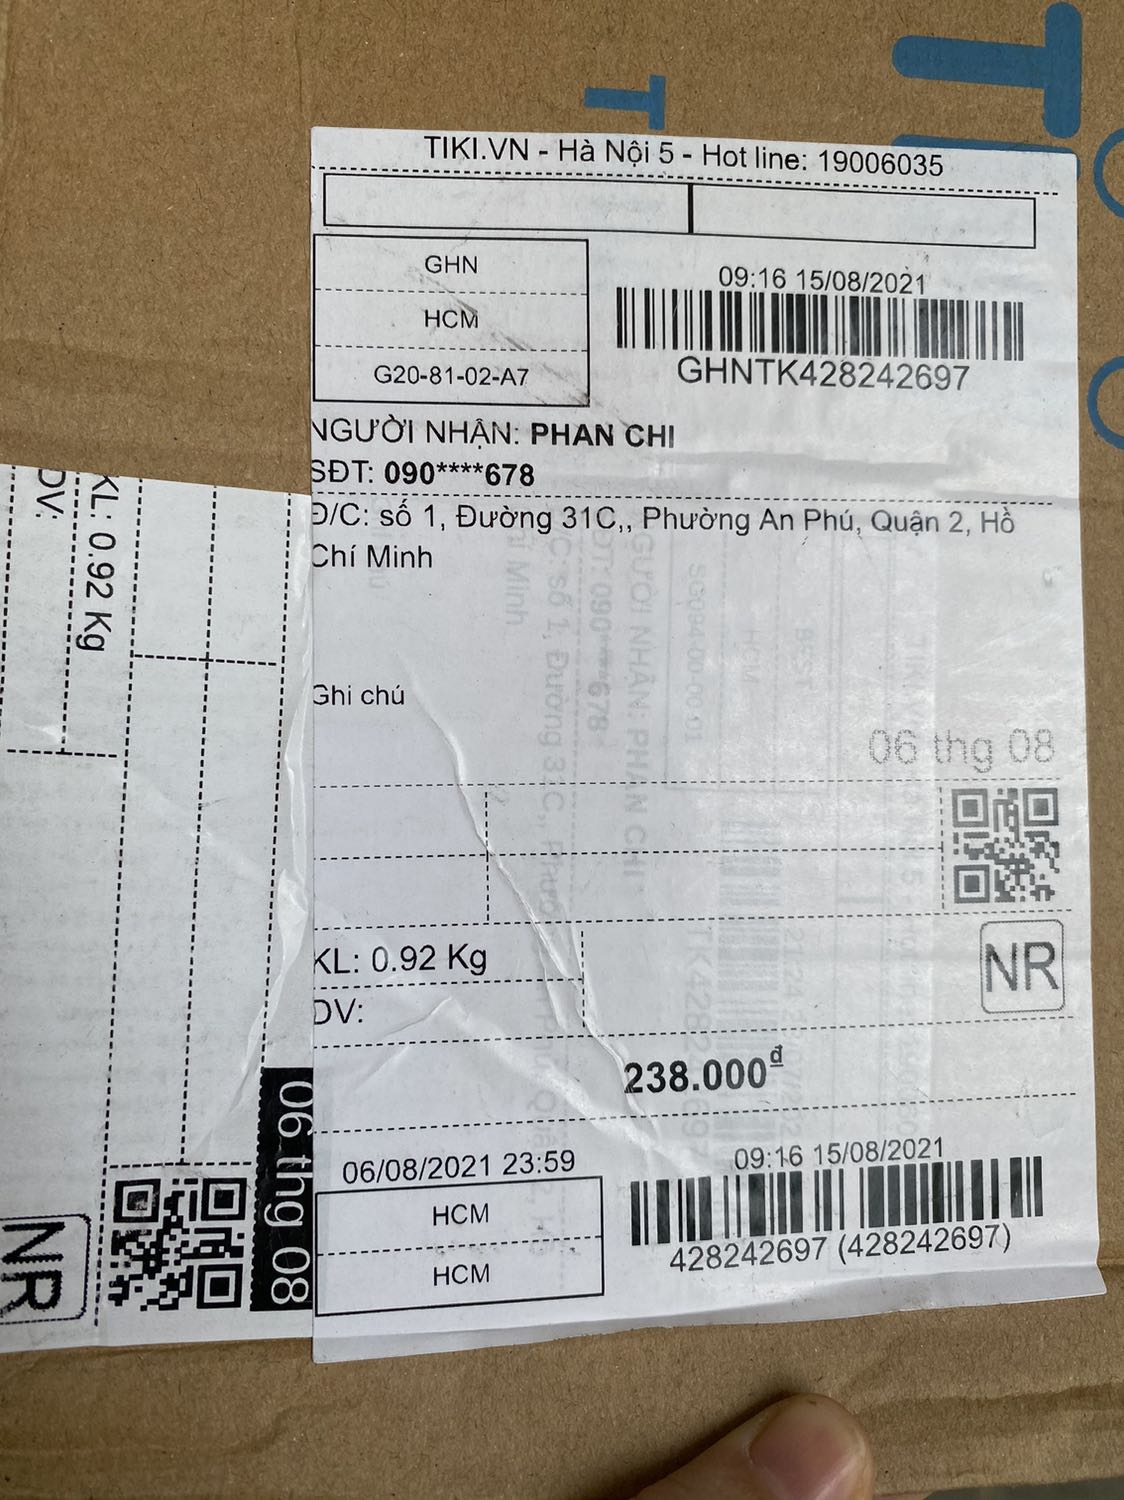 T
TIKI.VN - Hà Nội 5 - Hot line: 19006035
GHN
HCM
G20-81-02-A7
09:16 15/08/2021
GHNTK428242697
NGƯỜI NHẬN: PHAN CHI
SĐT: 090****678
Đ/C: số 1, Đường 31C,, Phường An Phú, Quận 2, Hồ
Chí Minh
Ghi chú
06 thg 08
KL: 0.92 Kg
DV:
NR
238.000đ
06/08/2021 23:59
HCM
HCM
09:16 15/08/2021
428242697 (428242697)
KL: 0.92 Kg
DV:
06 thg 08
NR